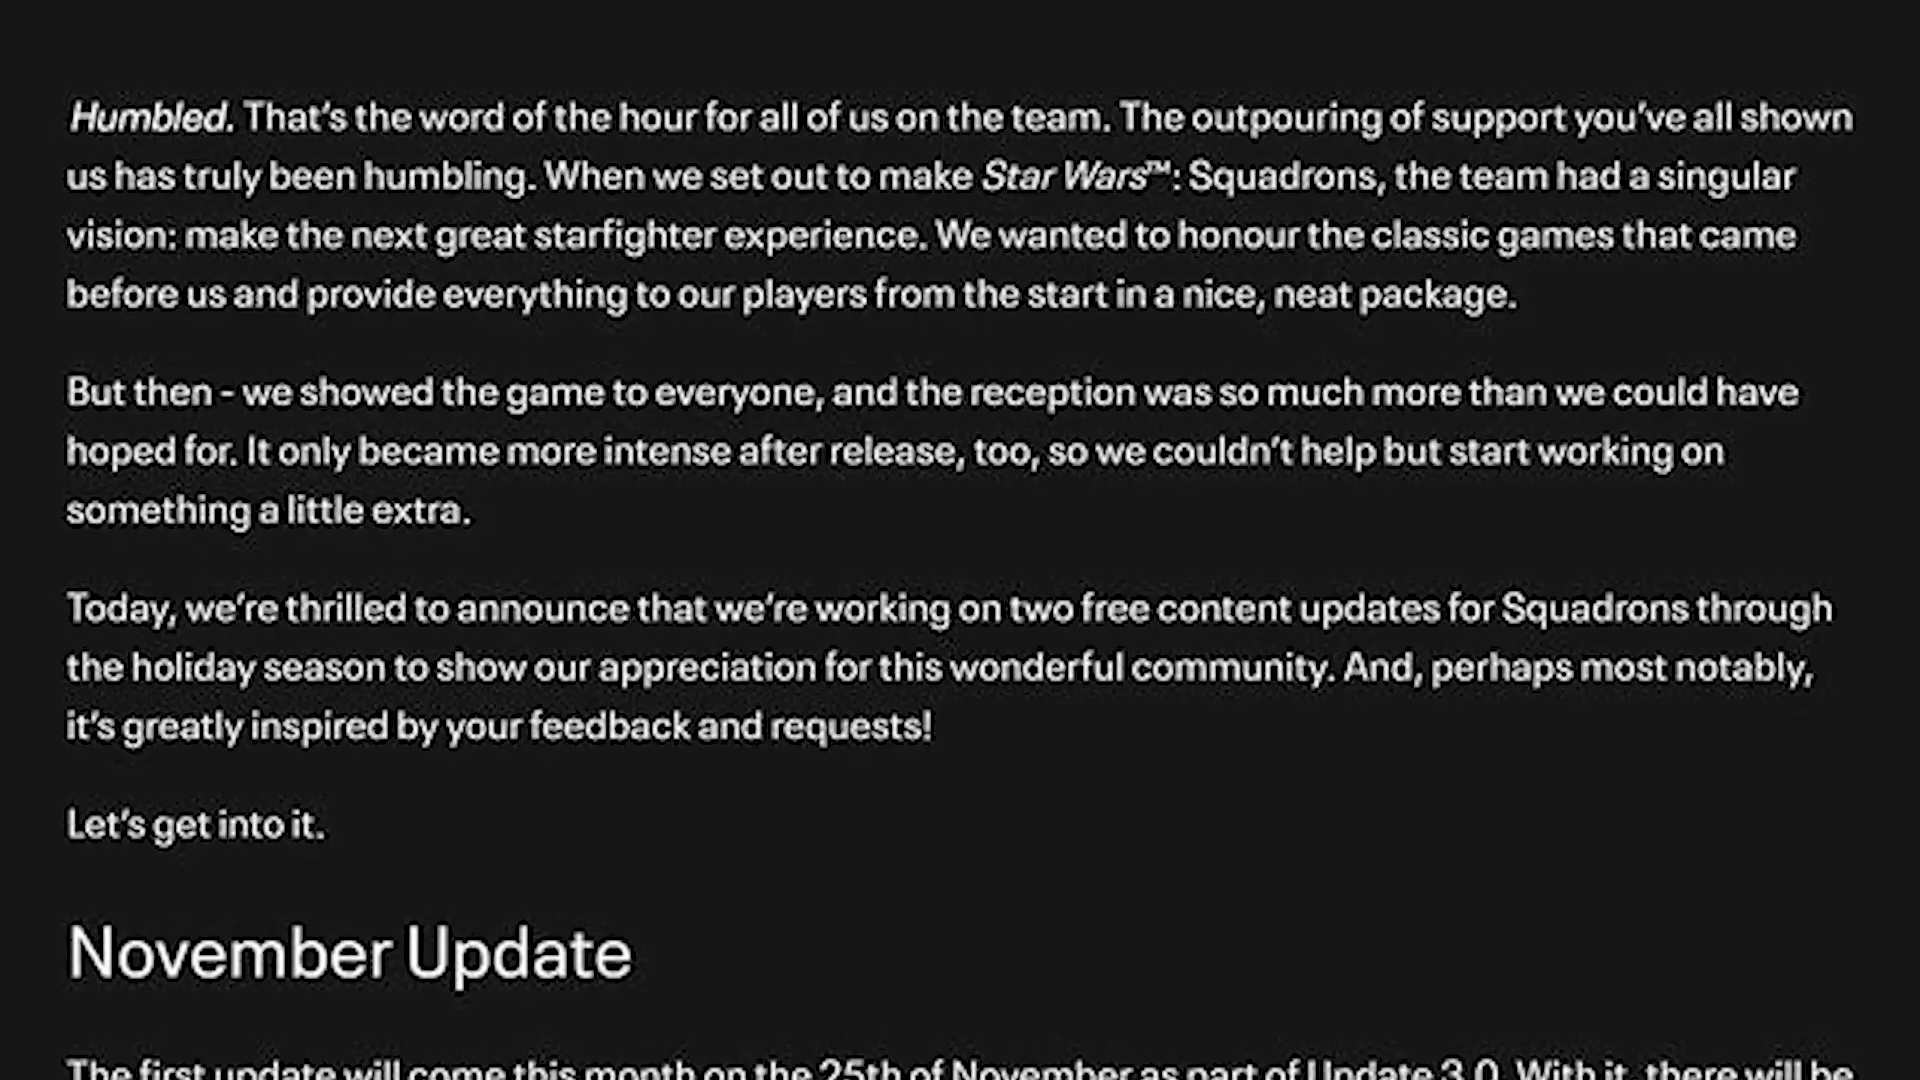 Humbled. That's the word of the hour for all of us on the team. The outpouring of support you've all shown
us has truly been humbling. When we set out to make Star Wars™: Squadrons, the team had a singular
vision: make the next great starfighter experience. We wanted to honour the classic games that came
before us and provide everything to our players from the start in a nice, neat package.
But then - we showed the game to everyone, and the reception was so much more than we could have
hoped for. It only became more intense after release, too, so we couldn't help but start working on
something a little extra.
Today, we're thrilled to announce that we're working on two free content updates for Squadrons through
the holiday season to show our appreciation for this wonderful community. And, perhaps most notably,
it's greatly inspired by your feedback and requests!
Let's get into it.
November Update
The first update will come this month on the 25th of November as part of Update 3.0. With it, there will be